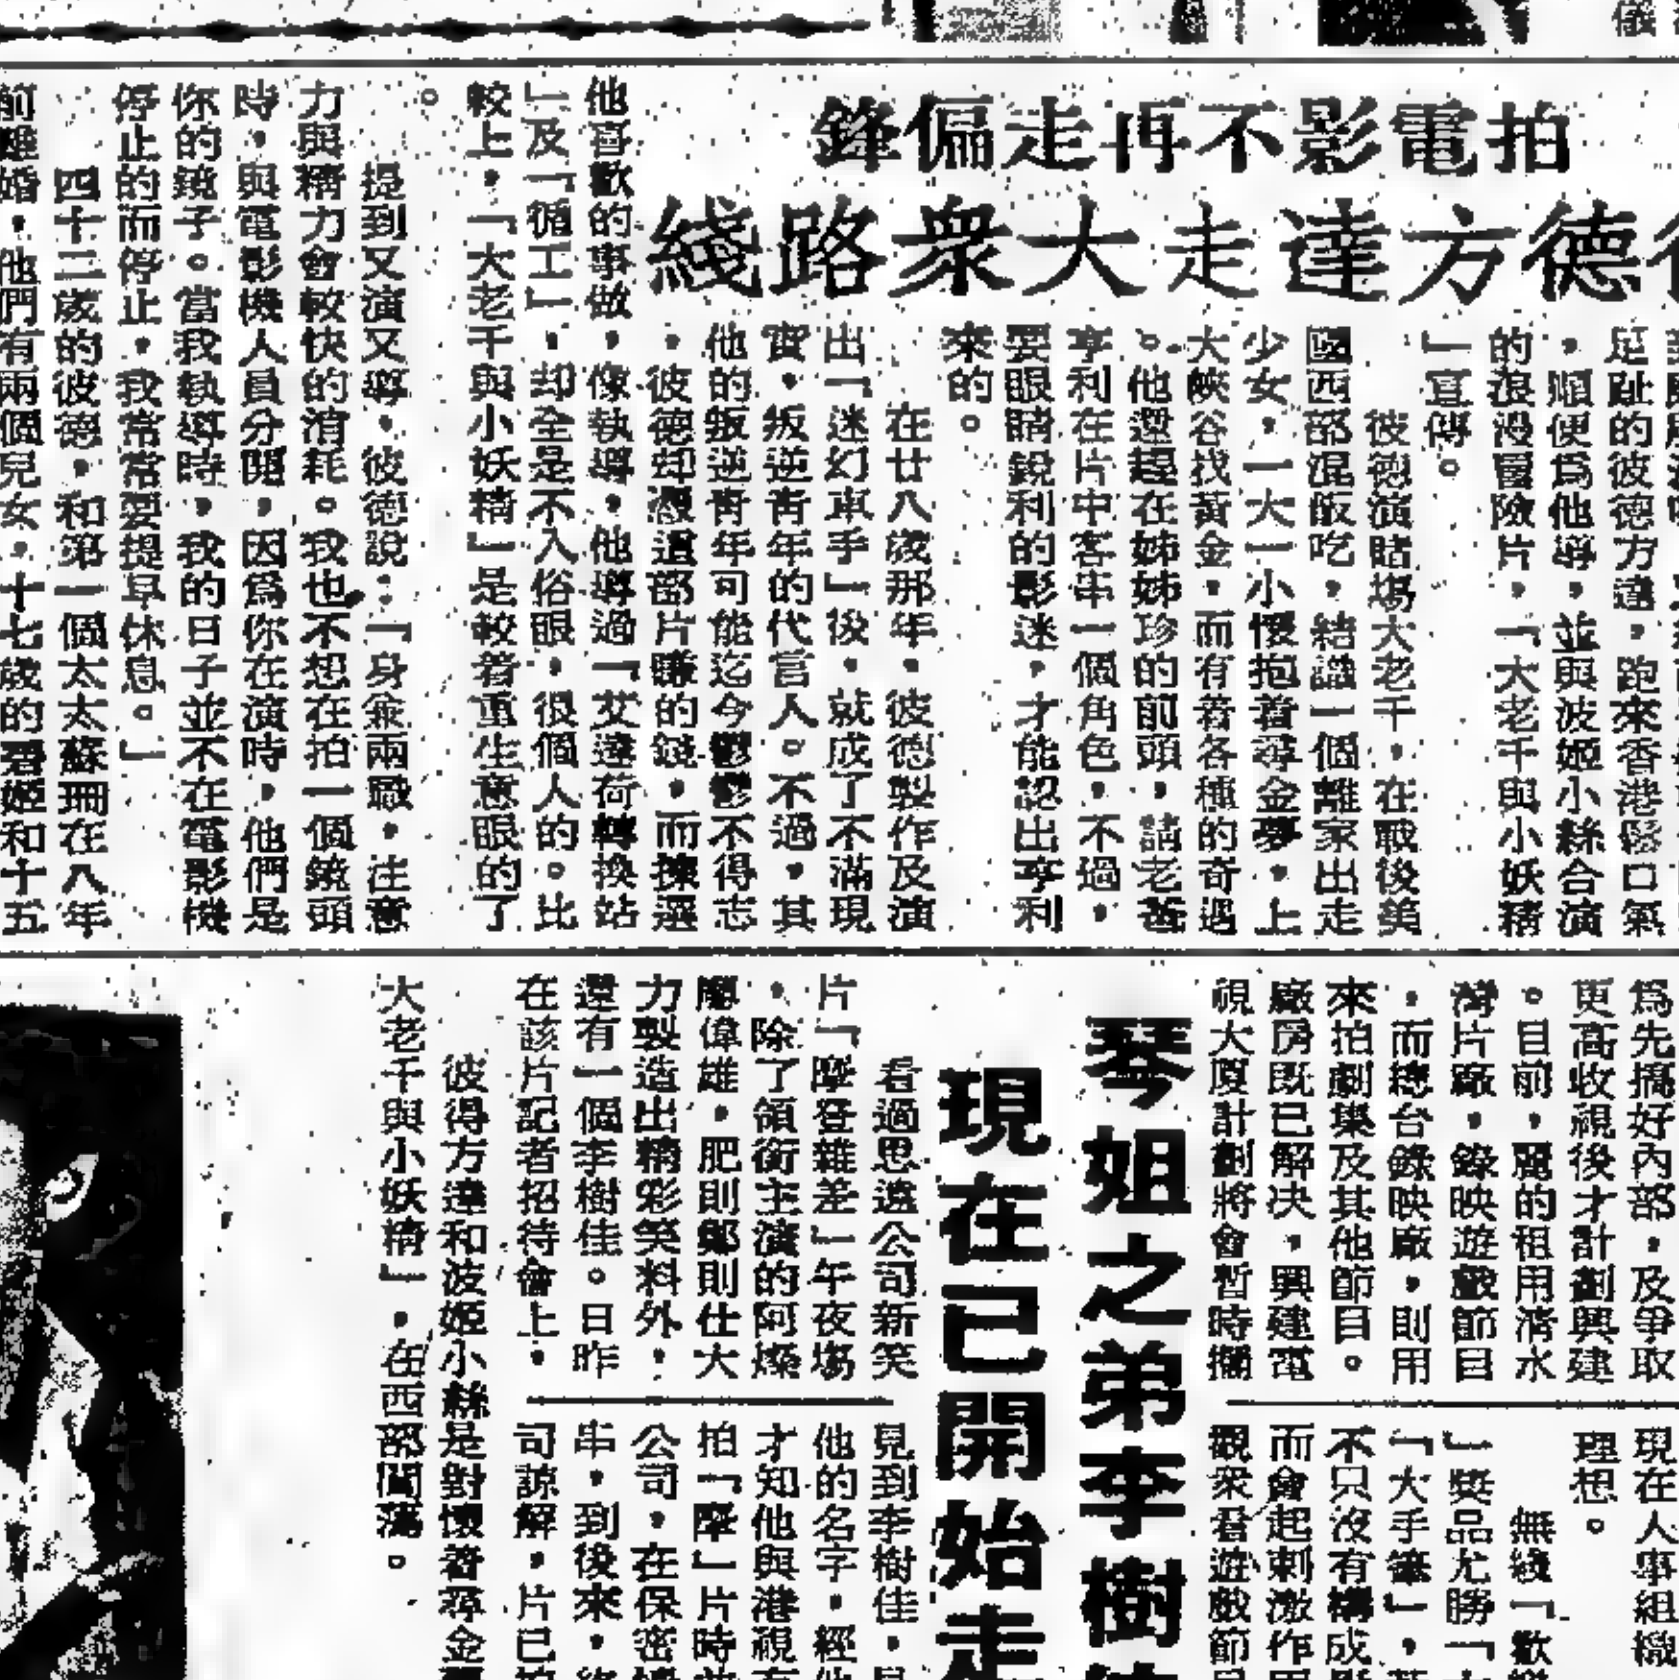 儀
拍電影不再走偏鋒
德方達走大衆路綫
足趾的彼德方達，跑來香港鬆口氣
，順便爲他導，並與波姬小絲合演
的浪漫冒險片，「大老千與小妖精
」宣傳。
彼德演賭塲大老千，在戰後美
國西部混飯吃，結識一個離家出走
少女，一大一小懷抱着尋金夢，上
大峽谷找黃金，而有着各種的奇遇
。他還趕在姊姊珍的前頭，請老爸
亨利在片中客串一個角色，不過，
要眼睛銳利的影迷，才能認出亨利
來的。
在廿八歲那年，彼德製作及演
出「迷幻車手」後，就成了不滿現
實，叛逆靑年的代言人。不過，其
他的叛逆靑年可能迄今鬱鬱不得志
，彼德却憑這部片賺的錢，而揀選
他喜歡的事做，像執導，他導過「艾達荷轉換站
」及「循工」，却全是不入俗眼，很個人的。比
較上，「大老千與小妖精」是較着重生意眼的了
。
提到又演又導，彼德說：「身兼兩職，注意
力與精力會較快的消耗。我也不想在拍一個鏡頭
時，與電影機人員分開，因爲你在演時，他們是
你的鏡子。當我執導時，我的日子並不在電影機
停止的而停止，我常常要提早休息。」
四十二歲的彼德，和第一個太太蘇珊在八年
前離婚，他們有兩個兒女，十七歲的碧姬和十五
爲先搞好內部，及爭取
更高收視後才計劃興建
。目前，麗的租用淸水
灣片廠，錄映遊戲節目
，而總台錄映廠，則用
來拍劇集及其他節目。
廠房既已解決，興建電
視大厦計劃將會暫時擱
現在人事組織
理想。
無綫「歡樂
」獎品尤勝「
「大手筆」，
不只沒有構成
而會起刺激作用
觀衆看遊戲節目
琴姐之弟李樹
現在已開始走
看過思遠公司新笑
片「摩登雜差」午夜塲
，除了領銜主演的阿燦
廖偉雄，肥則鄭則仕大
力製造出精彩笑料外，
還有一個李樹佳。日昨
在該片記者招待會上，
見到李樹佳，
他的名字，經他
才知他與港視有
拍「摩」片時
公司，在保密
串，到後來，
司諒解，片已拍
彼得方達和波姬小絲是對懷着尋金
大老千與小妖精」，在西部闖蕩。